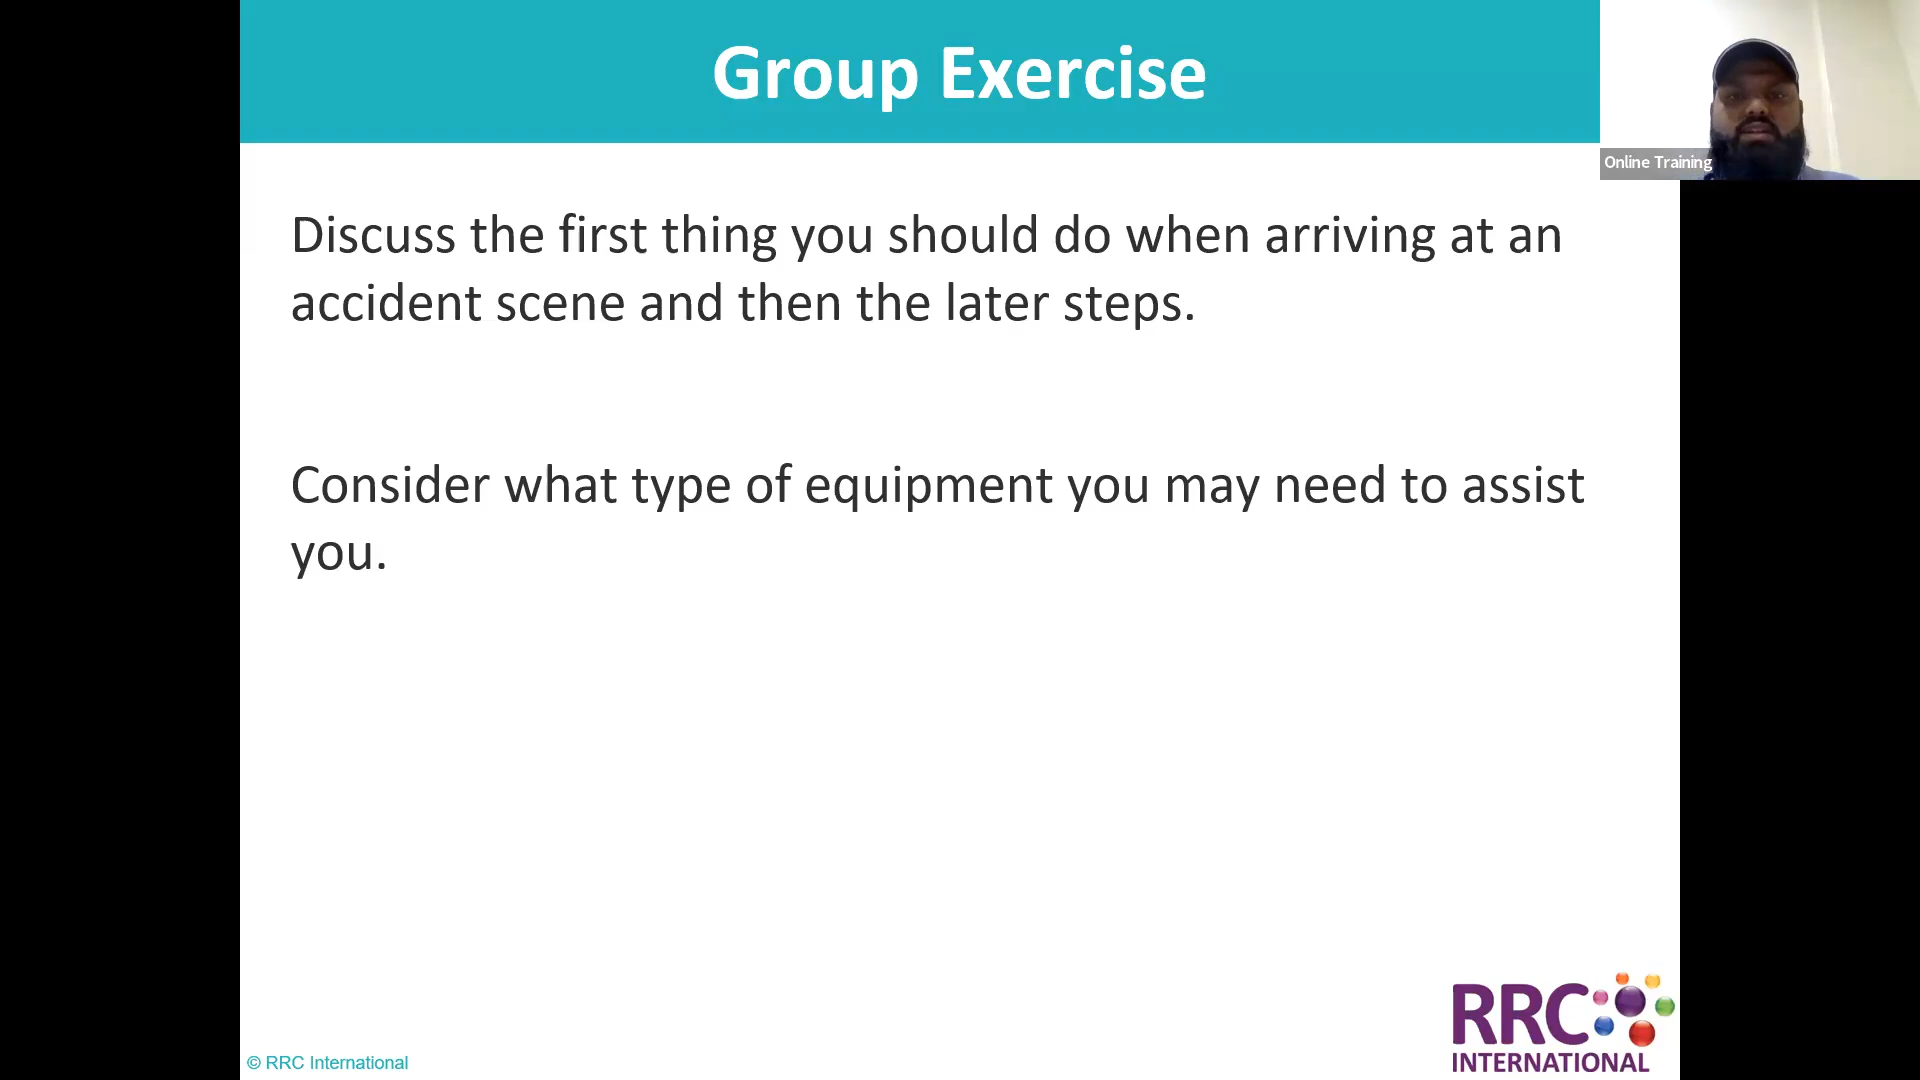 Group Exercise
Online Training
Discuss the first thing you should do when arriving at an
accident scene and then the later steps.
Consider what type of equipment you may need to assist
you.
RRC
INTERNATIONAL
© RRC International